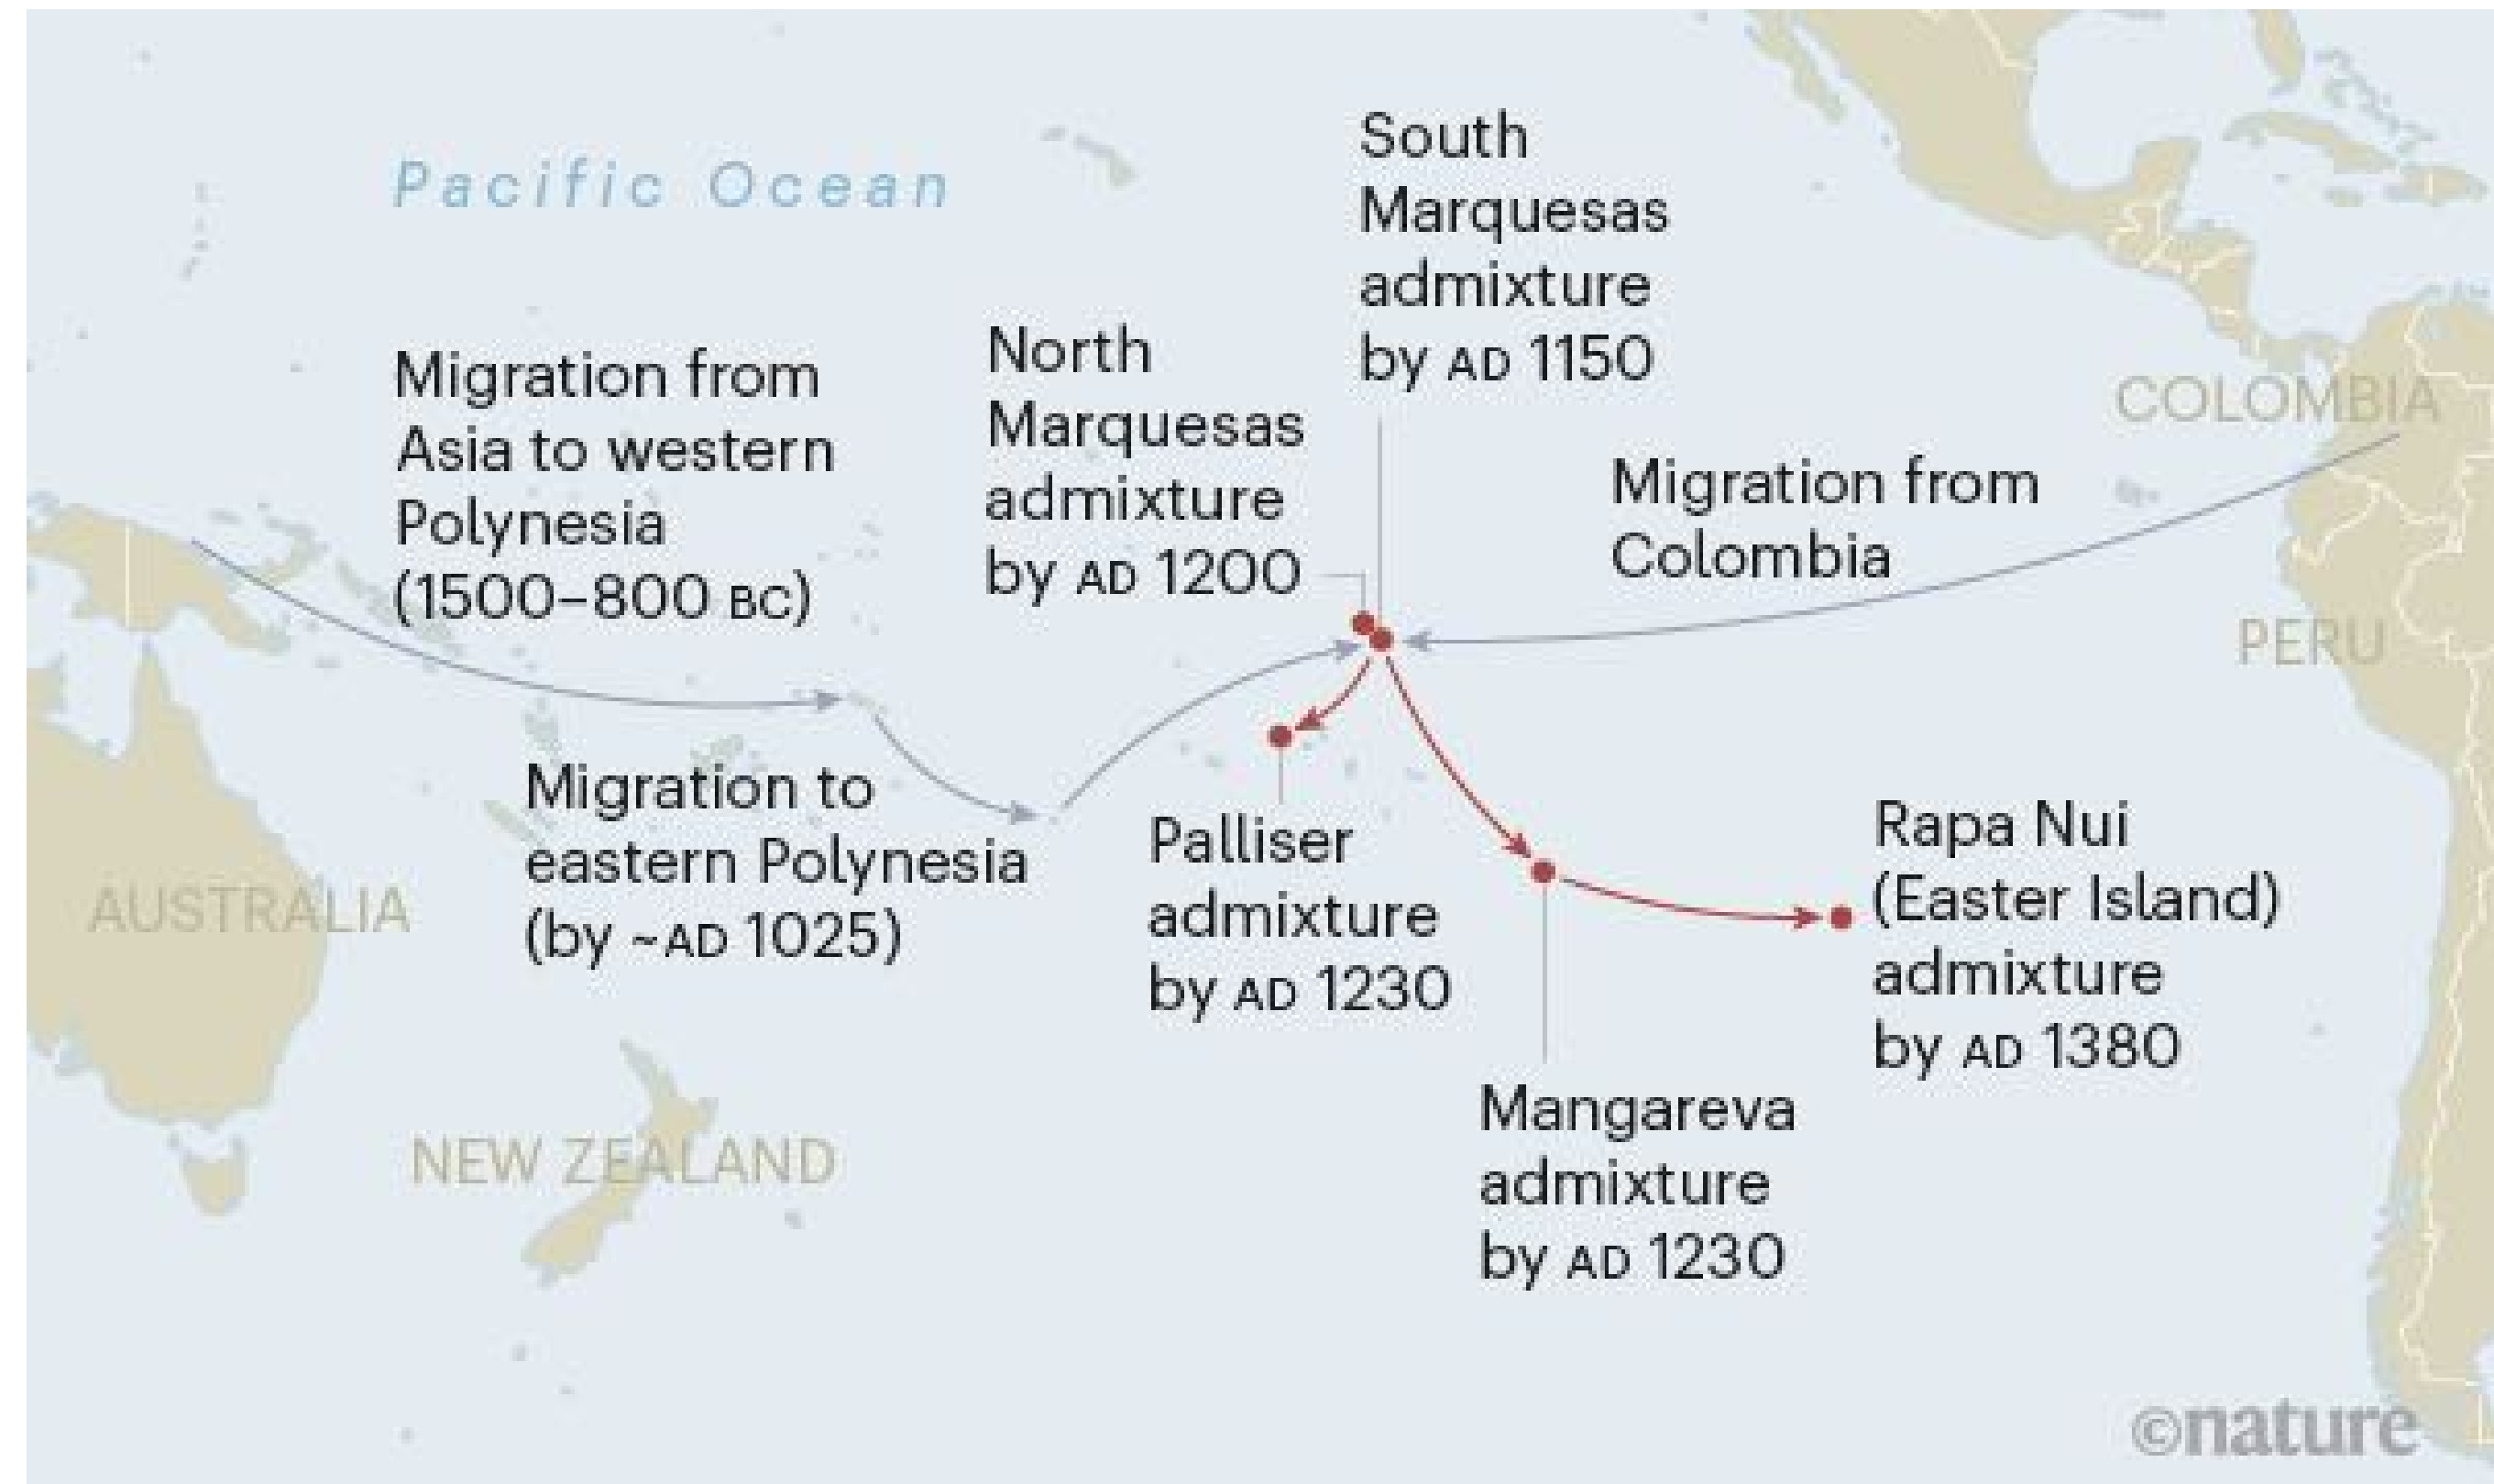 Pacific Ocean
South
Marquesas
admixture
by AD 1150
North
Marquesas
admixture
by AD 1200
Migration from
Asia to western
Polynesia
(1500–800 BC)
COLOMBIA
Migration from
Colombia
PERU
Migration to
eastern Polynesia
(by ~AD 1025)
Palliser
admixture
by AD 1230
Rapa Nui
(Easter Island)
admixture
by AD 1380
AUSTRALIA
Mangareva
admixture
by AD 1230
NEW ZEALAND
©nature